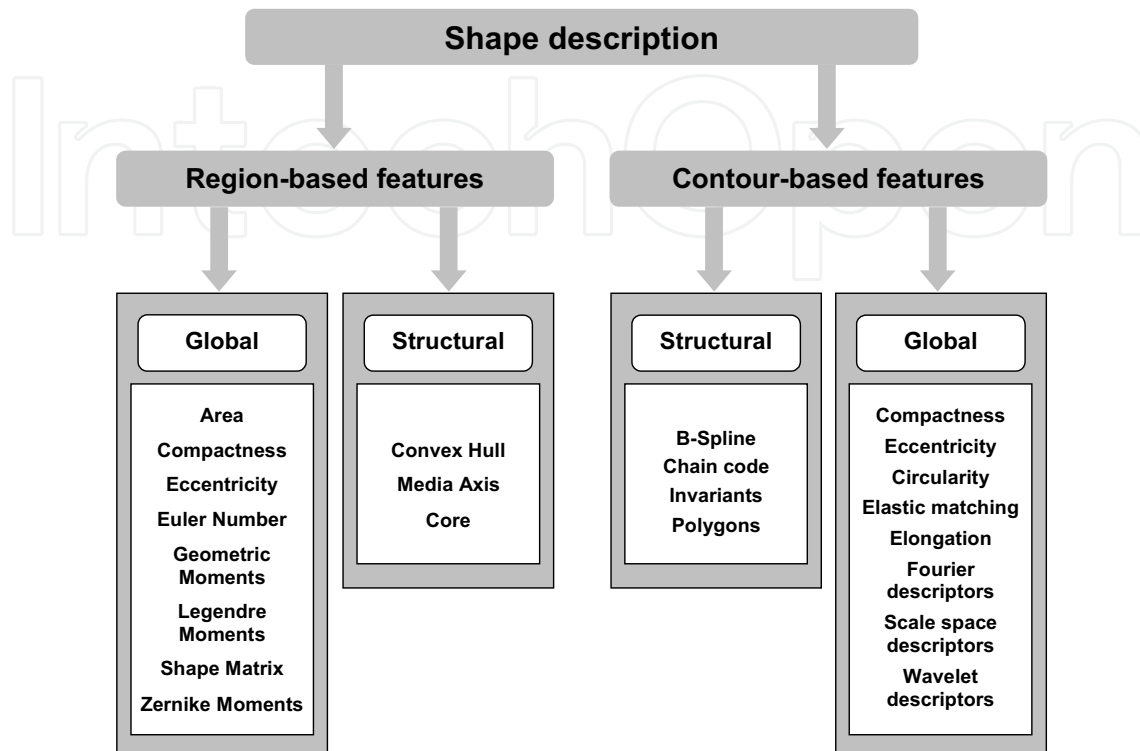 Shape description
IntechOpen
Region-based features
Contour-based features
Global
Area
Compactness
Eccentricity
Euler Number
Geometric
Moments
Legendre
Moments
Shape Matrix
Zernike Moments
Structural
Convex Hull
Media Axis
Core
Structural
B-Spline
Chain code
Invariants
Polygons
Global
Compactness
Eccentricity
Circularity
Elastic matching
Elongation
Fourier
descriptors
Scale space
descriptors
Wavelet
descriptors